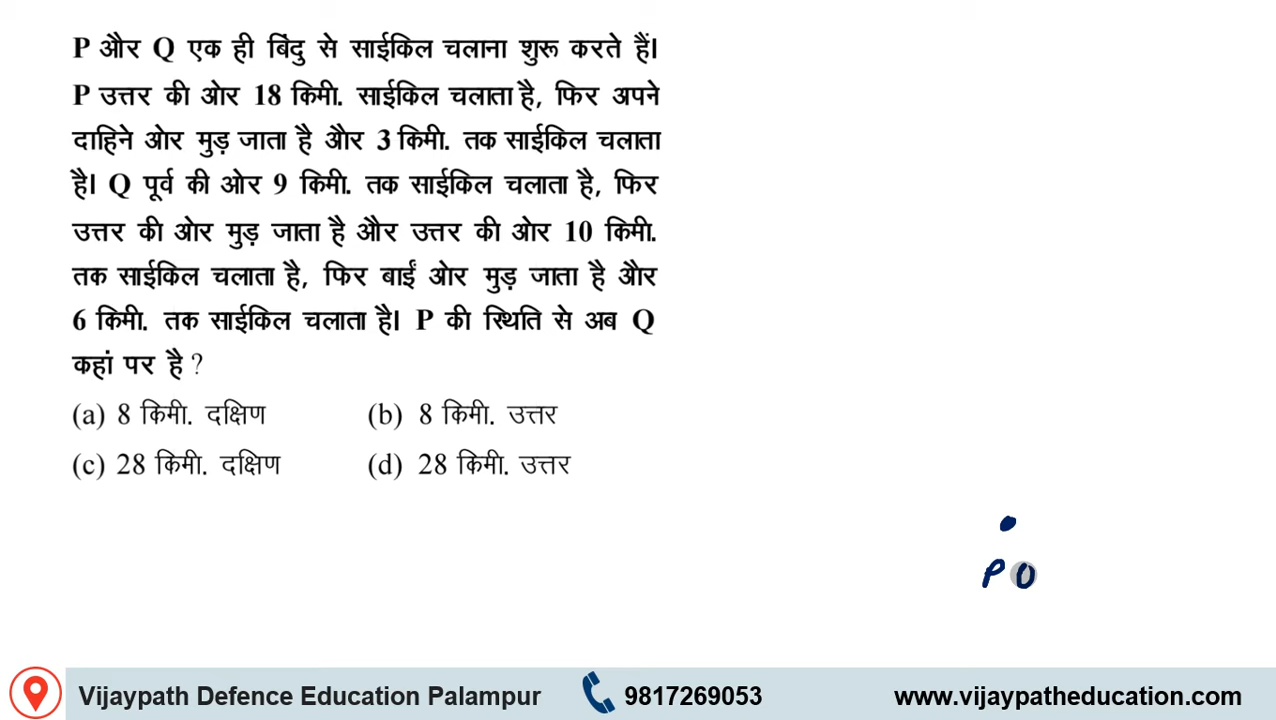 P और Q एक ही बिंदु से साईकिल चलाना शुरू करते हैं।
P उत्तर की ओर 18 किमी. साईकिल चलाता है, फिर अपने
दाहिने ओर मुड़ जाता है और 3 किमी. तक साईकिल चलाता
है। Q पूर्व की ओर 9 किमी. तक साईकिल चलाता है, फिर
उत्तर की ओर मुड़ जाता है और उत्तर की ओर 10 किमी.
तक साईकिल चलाता है, फिर बाईं ओर मुड़ जाता है और
6 किमी. तक साईकिल चलाता है। P की स्थिति से अब Q
कहां पर है?
(a) 8 किमी. दक्षिण (b) 8 किमी. उत्तर
(c) 28 किमी. दक्षिण (d) 28 किमी. उत्तर
P
Vijaypath Defence Education Palampur 9817269053 www.vijaypatheducation.com